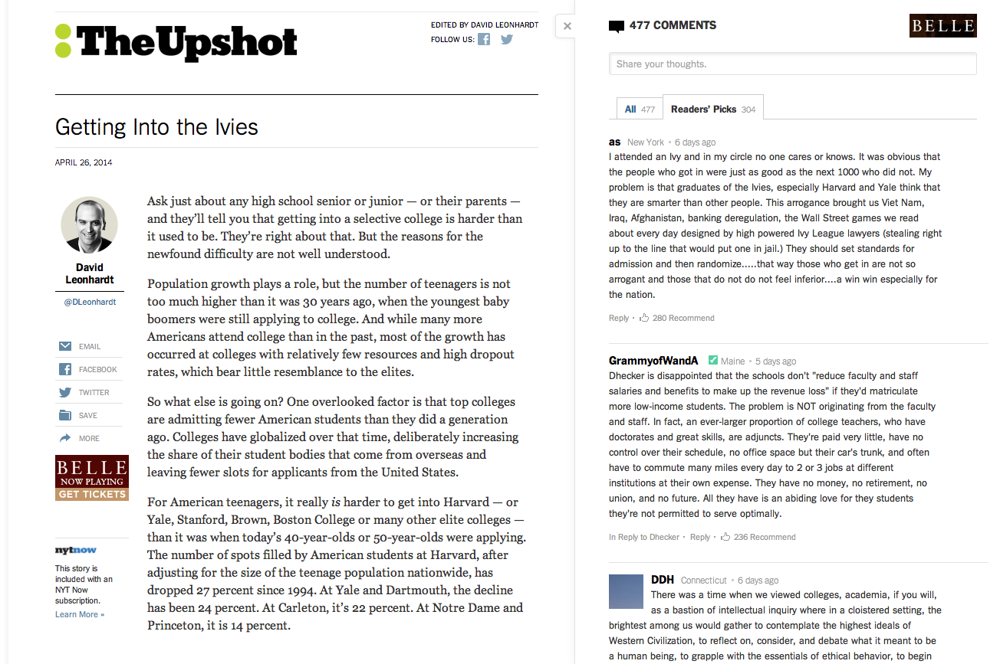 The Upshot
EDITED BY DAVID LEONHARDT
FOLLOW US:
Getting Into the Ivies
APRIL 26, 2014
David
Leonhardt
@DLeonhardt
EMAIL
FACEBOOK
TWITTER
SAVE
MORE
BELLE
NOW PLAYING
GET TICKETS
nytnow
This story is
included with an
NYT Now
subscription.
Learn More »
Ask just about any high school senior or junior — or their parents —
and they'll tell you that getting into a selective college is harder than
it used to be. They're right about that. But the reasons for the
newfound difficulty are not well understood.
Population growth plays a role, but the number of teenagers is not
too much higher than it was 30 years ago, when the youngest baby
boomers were still applying to college. And while many more
Americans attend college than in the past, most of the growth has
occurred at colleges with relatively few resources and high dropout
rates, which bear little resemblance to the elites.
So what else is going on? One overlooked factor is that top colleges
are admitting fewer American students than they did a generation
ago. Colleges have globalized over that time, deliberately increasing
the share of their student bodies that come from overseas and
leaving fewer slots for applicants from the United States.
For American teenagers, it really is harder to get into Harvard — or
Yale, Stanford, Brown, Boston College or many other elite colleges —
than it was when today's 40-year-olds or 50-year-olds were applying.
The number of spots filled by American students at Harvard, after
adjusting for the size of the teenage population nationwide, has
dropped 27 percent since 1994. At Yale and Dartmouth, the decline
has been 24 percent. At Carleton, it's 22 percent. At Notre Dame and
Princeton, it is 14 percent.
×
477 COMMENTS
BELLE
Share your thoughts.
All 477
Readers' Picks 304
as New York • 6 days ago
I attended an Ivy and in my circle no one cares or knows. It was obvious that
the people who got in were just as good as the next 1000 who did not. My
problem is that graduates of the Ivies, especially Harvard and Yale think that
they are smarter than other people. This arrogance brought us Viet Nam,
Iraq, Afghanistan, banking deregulation, the Wall Street games we read
about every day designed by high powered Ivy League lawyers (stealing right
up to the line that would put one in jail.) They should set standards for
admission and then randomize.....that way those who get in are not so
arrogant and those that do not do not feel inferior....a win win especially for
the nation.
Reply • 280 Recommend
GrammyofWandA Maine • 5 days ago
Dhecker is disappointed that the schools don't "reduce faculty and staff
salaries and benefits to make up the revenue loss" if they'd matriculate
more low-income students. The problem is NOT originating from the faculty
and staff. In fact, an ever-larger proportion of college teachers, who have
doctorates and great skills, are adjuncts. They're paid very little, have no
control over their schedule, no office space but their car's trunk, and often
have to commute many miles every day to 2 or 3 jobs at different
institutions at their own expense. They have no money, no retirement, no
union, and no future. All they have is an abiding love for they students
they're not permitted to serve optimally.
In Reply to Dhecker • Reply • 236 Recommend
DDH Connecticut • 6 days ago
There was a time when we viewed colleges, academia, if you will,
as a bastion of intellectual inquiry where in a cloistered setting, the
brightest among us would gather to contemplate the highest ideals of
Western Civilization, to reflect on, consider, and debate what it meant to be
a human being, to grapple with the essentials of ethical behavior, to begin